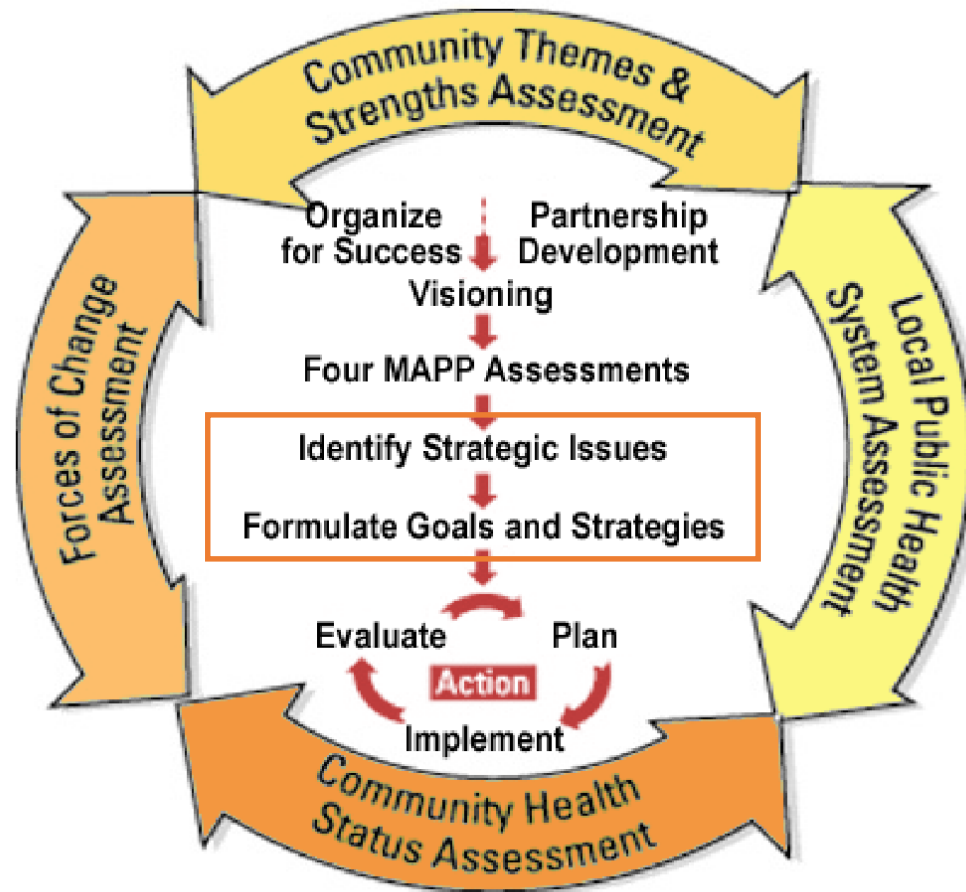 Community Themes &
Strengths Assessment
Organize
for Success
Partnership
Development
Visioning
Four MAPP Assessments
Identify Strategic Issues
Formulate Goals and Strategies
Evaluate
Plan
Action
Implement
Forces of Change
Assessment
Local Public Health
System Assessment
Community Health
Status Assessment